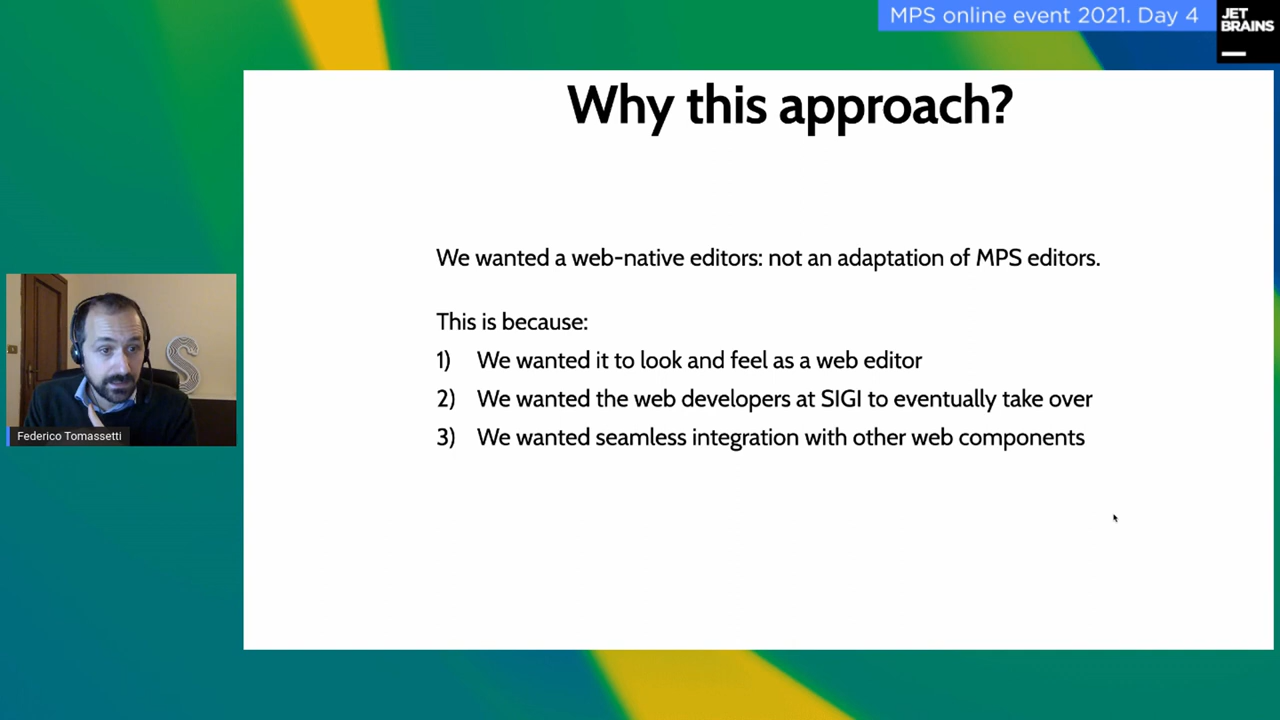 MPS online event 2021. Day 4
JET
BRAINS
Why this approach?
We wanted a web-native editors: not an adaptation of MPS editors.
This is because:
1) We wanted it to look and feel as a web editor
2) We wanted the web developers at SIGI to eventually take over
3) We wanted seamless integration with other web components
S
Federico Tomassetti